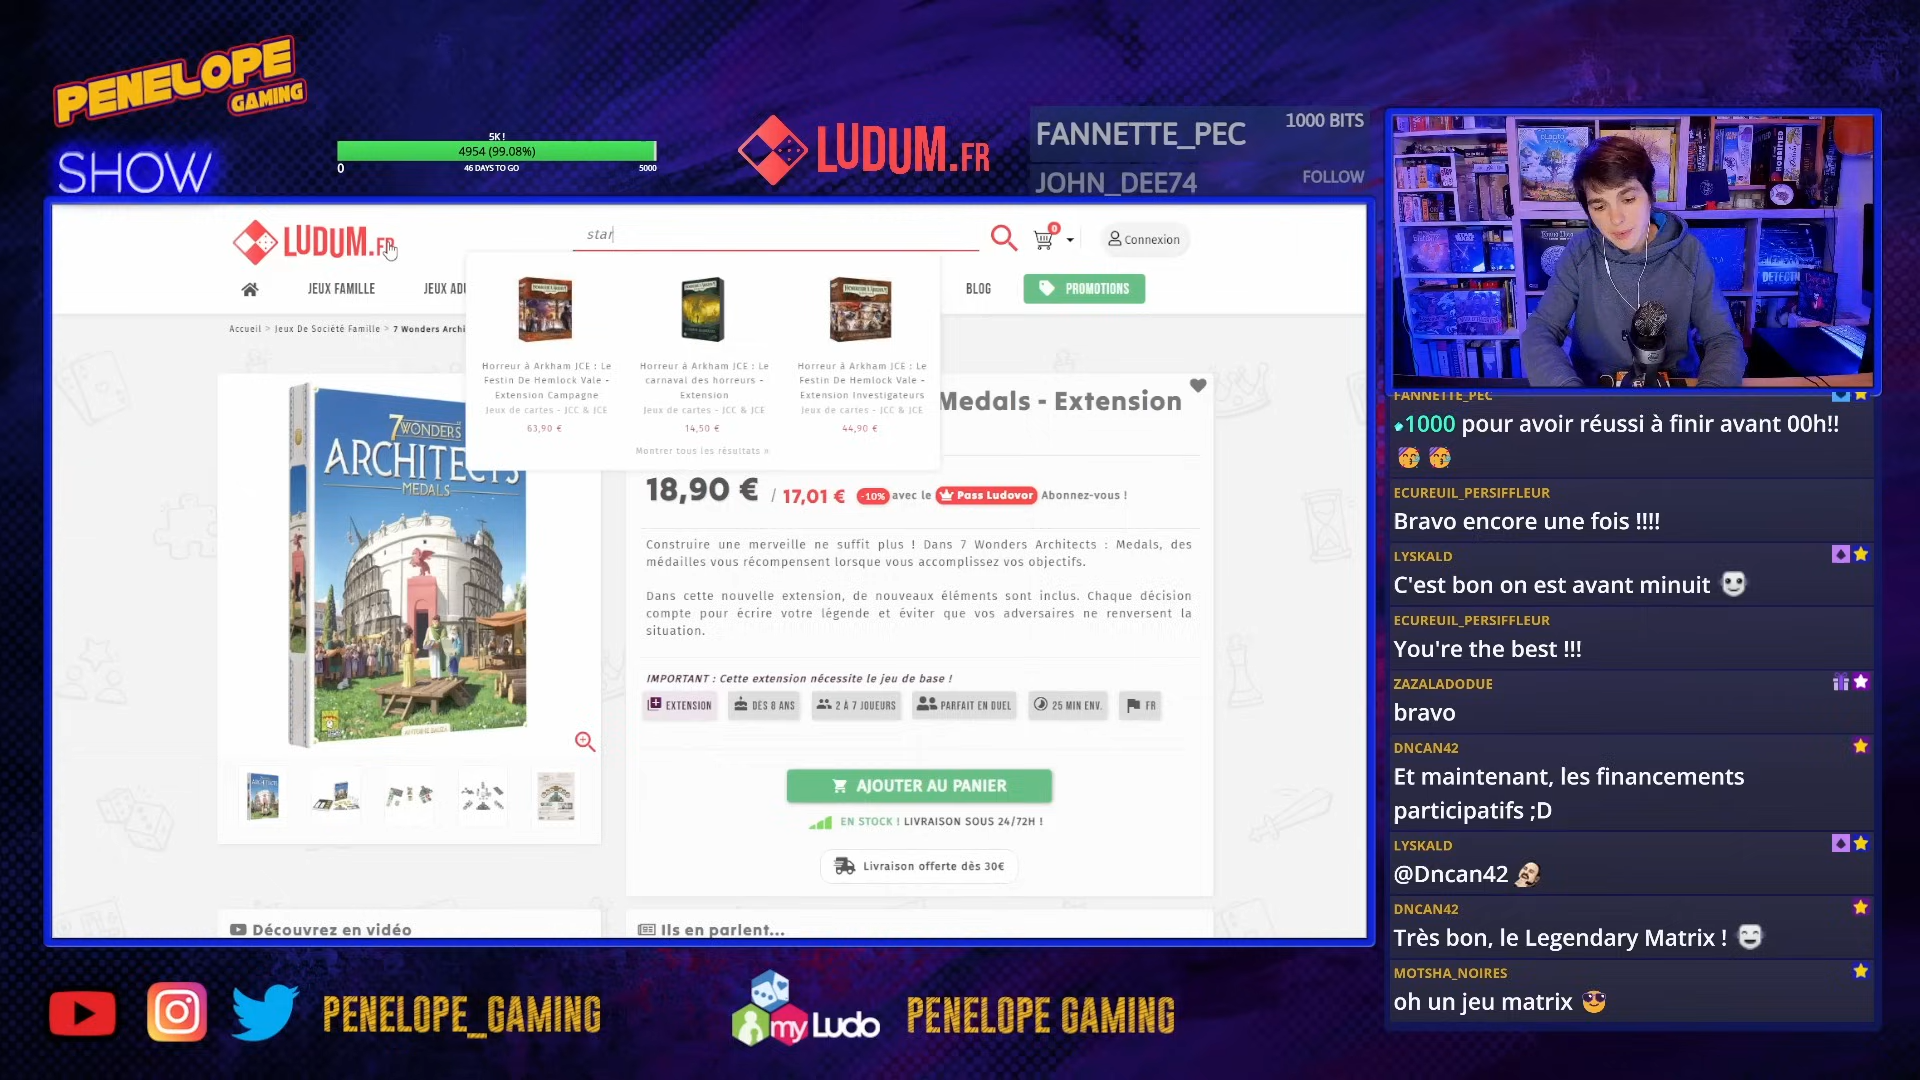 PENELOPE
GAMING
SHOW
5K !
4954 (99.08%)
0
46 DAYS TO GO
5000
LUDUM.FR
FANNETTE_PEC
1000 BITS
JOHN_DEE74
FOLLOW
LUDUM.FR
star
0
Connexion
JEUX FAMILLE
JEUX ADU
BLOG
PROMOTIONS
Accueil > Jeux De Société Famille > 7 Wonders Archi
Horreur à Arkham JCE : Le
Festin De Hemlock Vale -
Extension Campagne
Jeux de cartes - JCC & JCE
63,90 €
Horreur à Arkham JCE : Le
carnaval des horreurs -
Extension
Jeux de cartes - JCC & JCE
14,50 €
Horreur à Arkham JCE : Le
Festin De Hemlock Vale -
Extension Investigateurs
Jeux de cartes - JCC & JCE
44,90 €
Montrer tous les résultats »
Medals - Extension
7 WONDERS
ARCHITECTS
MEDALS
18,90 € / 17,01 € -10% avec le Pass Ludovor Abonnez-vous !
Construire une merveille ne suffit plus ! Dans 7 Wonders Architects : Medals, des
médailles vous récompensent lorsque vous accomplissez vos objectifs.
Dans cette nouvelle extension, de nouveaux éléments sont inclus. Chaque décision
compte pour écrire votre légende et éviter que vos adversaires ne renversent la
situation.
IMPORTANT : Cette extension nécessite le jeu de base !
EXTENSION
DÈS 8 ANS
2 À 7 JOUEURS
PARFAIT EN DUEL
25 MIN ENV.
FR
AJOUTER AU PANIER
EN STOCK ! LIVRAISON SOUS 24/72H !
Livraison offerte dès 30€
Découvrez en vidéo
Ils en parlent...
FANNETTE_PEC
1000 pour avoir réussi à finir avant 00h!!
ECUREUIL_PERSIFFLEUR
Bravo encore une fois !!!!
LYSKALD
C'est bon on est avant minuit
ECUREUIL_PERSIFFLEUR
You're the best !!!
ZAZALADODUE
bravo
DNCAN42
Et maintenant, les financements
participatifs ;D
LYSKALD
@Dncan42
DNCAN42
Très bon, le Legendary Matrix !
MOTSHA_NOIRES
oh un jeu matrix
PENELOPE_GAMING
my Ludo
PENELOPE GAMING